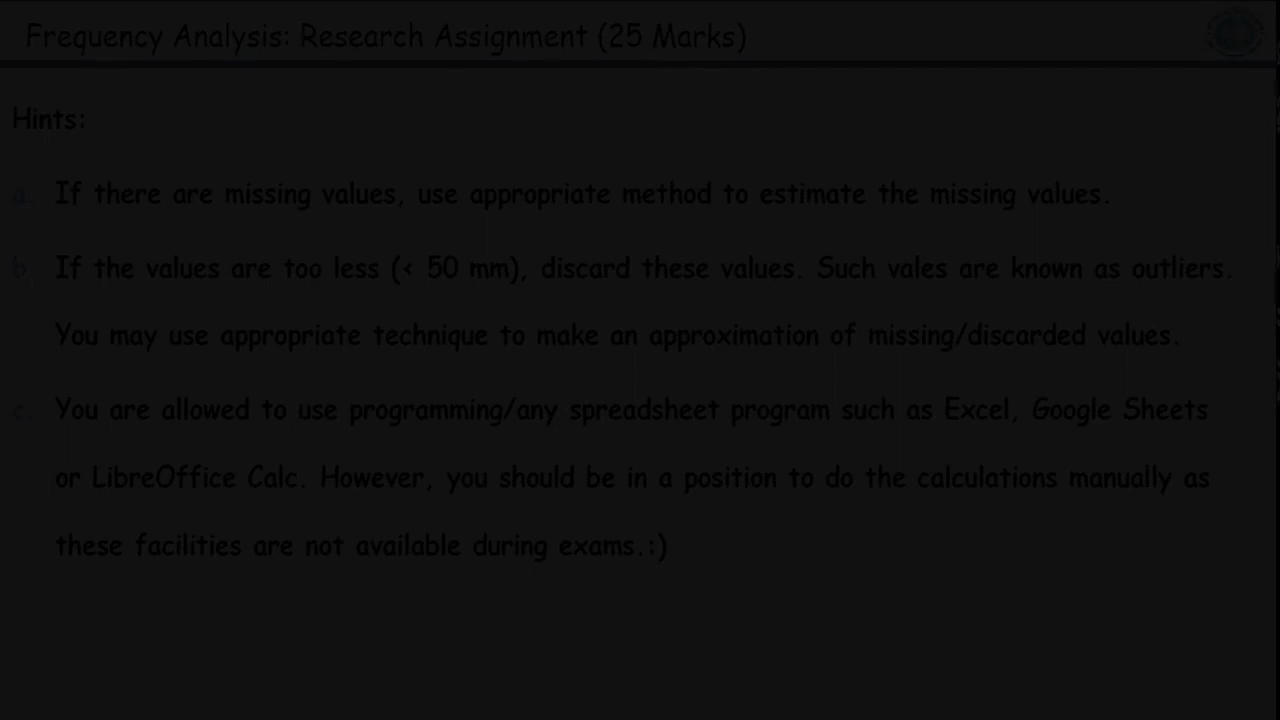 Frequency Analysis: Research Assignment (25 Marks)
Hints:
a. If there are missing values, use appropriate method to estimate the missing values.
b. If the values are too less (< 50 mm), discard these values. Such vales are known as outliers.
You may use appropriate technique to make an approximation of missing/discarded values.
c. You are allowed to use programming/any spreadsheet program such as Excel, Google Sheets
or LibreOffice Calc. However, you should be in a position to do the calculations manually as
these facilities are not available during exams.:)